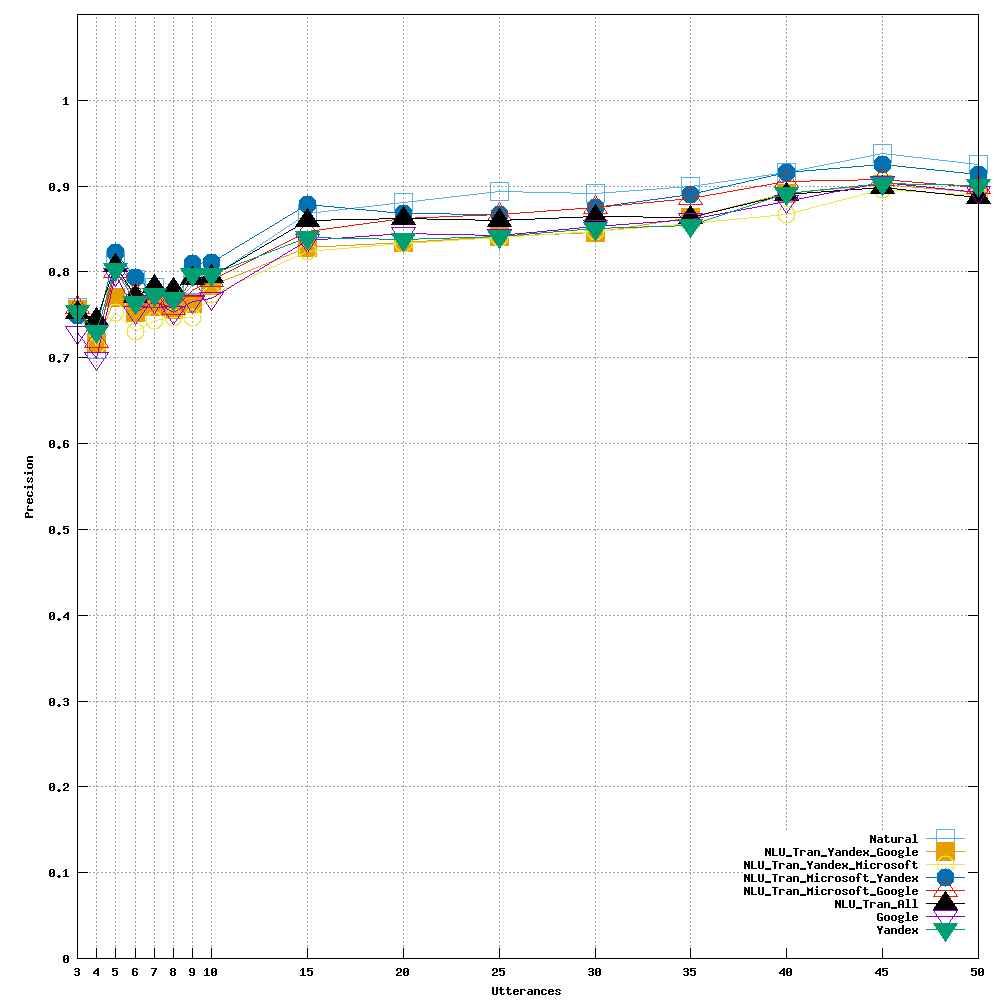 1
0.9
0.8
0.7
0.6
0.5
0.4
0.3
0.2
0.1
0
Precision
3 4 5 6 7 8 9 10 15 20 25 30 35 40 45 50
Utterances
Natural
NLU_Tran_Yandex_Google
NLU_Tran_Yandex_Microsoft
NLU_Tran_Microsoft_Yandex
NLU_Tran_Microsoft_Google
NLU_Tran_All
Google
Yandex